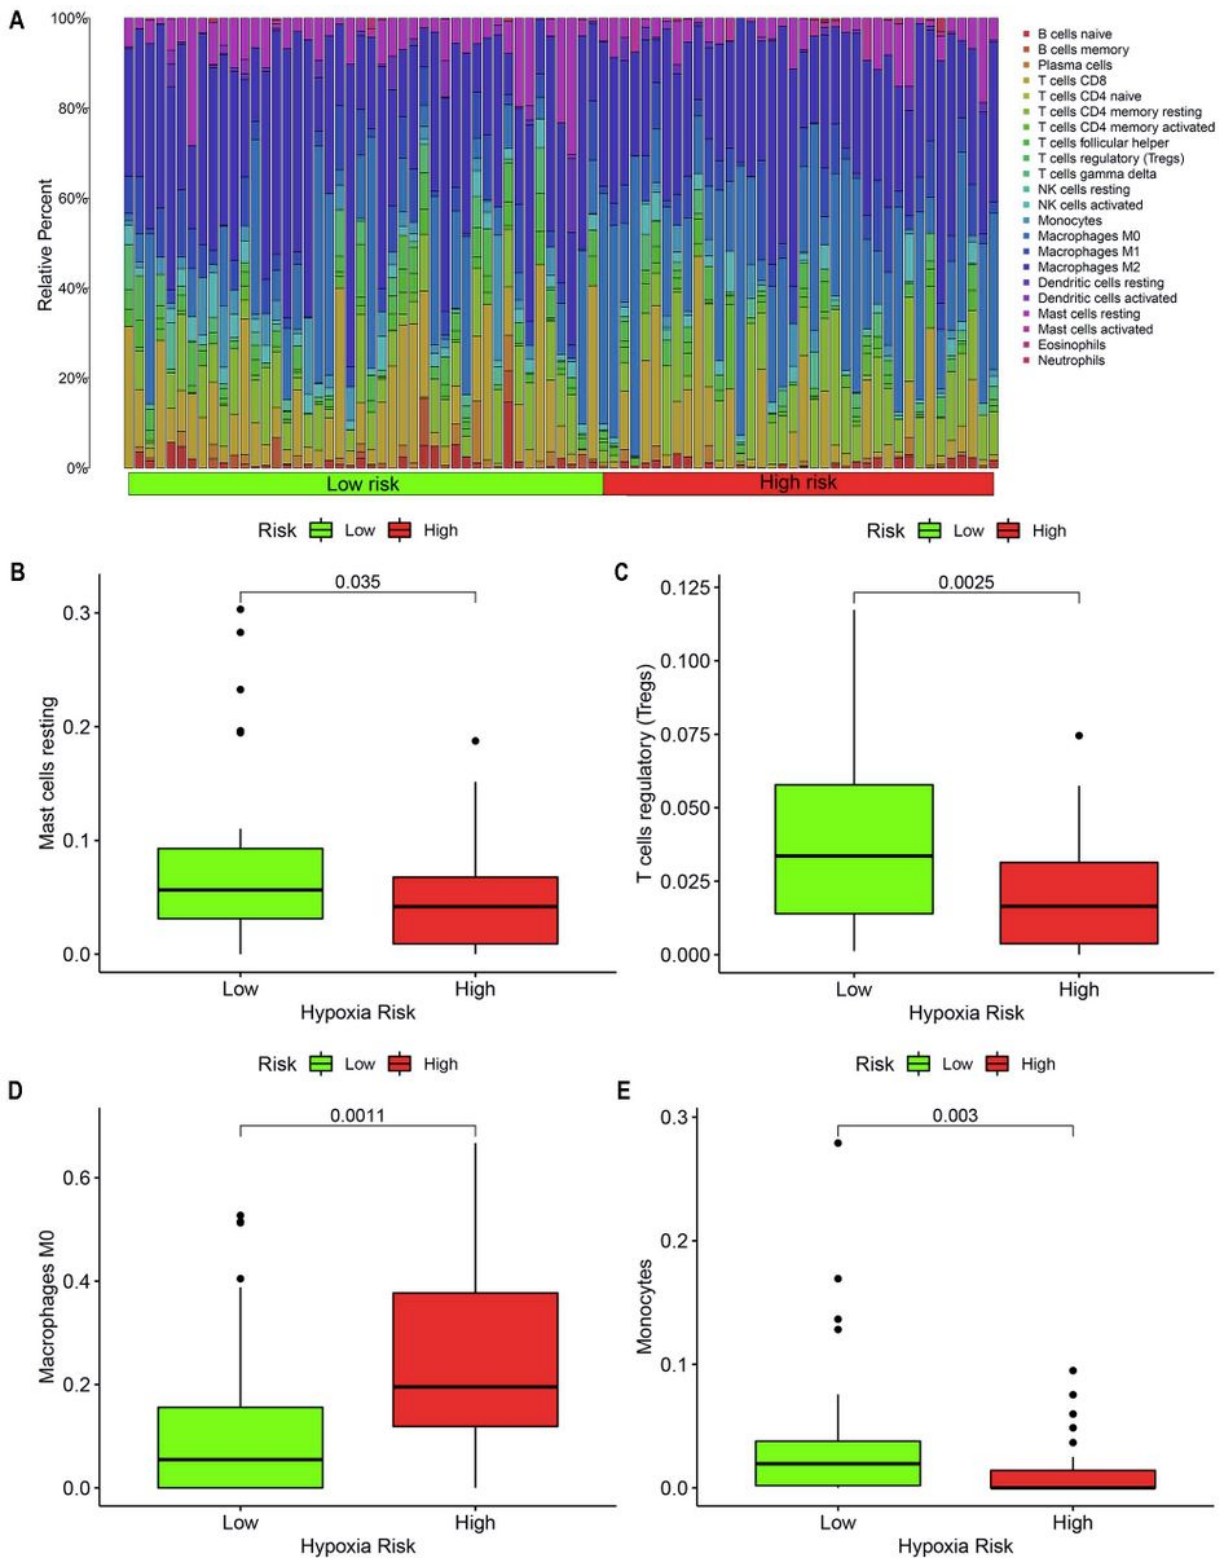 A
100%
80%
60%
40%
20%
0%
Relative Percent
B cells naive
B cells memory
Plasma cells
T cells CD8
T cells CD4 naive
T cells CD4 memory resting
T cells CD4 memory activated
T cells follicular helper
T cells regulatory (Tregs)
T cells gamma delta
NK cells resting
NK cells activated
Monocytes
Macrophages M0
Macrophages M1
Macrophages M2
Dendritic cells resting
Dendritic cells activated
Mast cells resting
Mast cells activated
Eosinophils
Neutrophils
Low risk
High risk
B
Risk Low High
0.035
0.3
0.2
0.1
0.0
Mast cells resting
Low High
Hypoxia Risk
C
Risk Low High
0.0025
0.125
0.100
0.075
0.050
0.025
0.000
T cells regulatory (Tregs)
Low High
Hypoxia Risk
D
Risk Low High
0.0011
0.6
0.4
0.2
0.0
Macrophages M0
Low High
Hypoxia Risk
E
Risk Low High
0.003
0.3
0.2
0.1
0.0
Monocytes
Low High
Hypoxia Risk